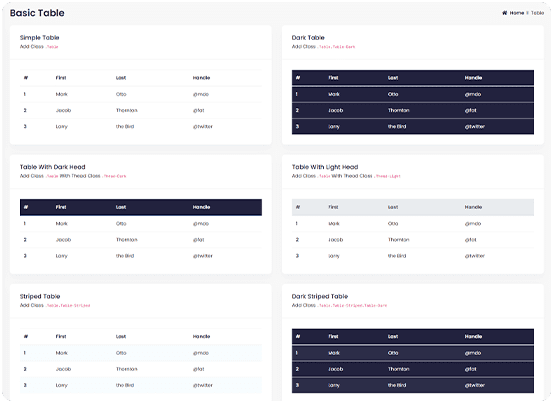 Basic Table
Home » Table
Simple Table
Add Class .Table
# First Last Handle
1 Mark Otto @mdo
2 Jacob Thornton @fat
3 Larry the Bird @twitter
Dark Table
Add Class .Table.Table-Dark
# First Last Handle
1 Mark Otto @mdo
2 Jacob Thornton @fat
3 Larry the Bird @twitter
Table With Dark Head
Add Class .Table With Thead Class .Thead-Dark
# First Last Handle
1 Mark Otto @mdo
2 Jacob Thornton @fat
3 Larry the Bird @twitter
Table With Light Head
Add Class .Table With Thead Class .Thead-Light
# First Last Handle
1 Mark Otto @mdo
2 Jacob Thornton @fat
3 Larry the Bird @twitter
Striped Table
Add Class .Table.Table-Striped
# First Last Handle
1 Mark Otto @mdo
2 Jacob Thornton @fat
3 Larry the Bird @twitter
Dark Striped Table
Add Class .Table.Table-Striped.Table-Dark
# First Last Handle
1 Mark Otto @mdo
2 Jacob Thornton @fat
3 Larry the Bird @twitter